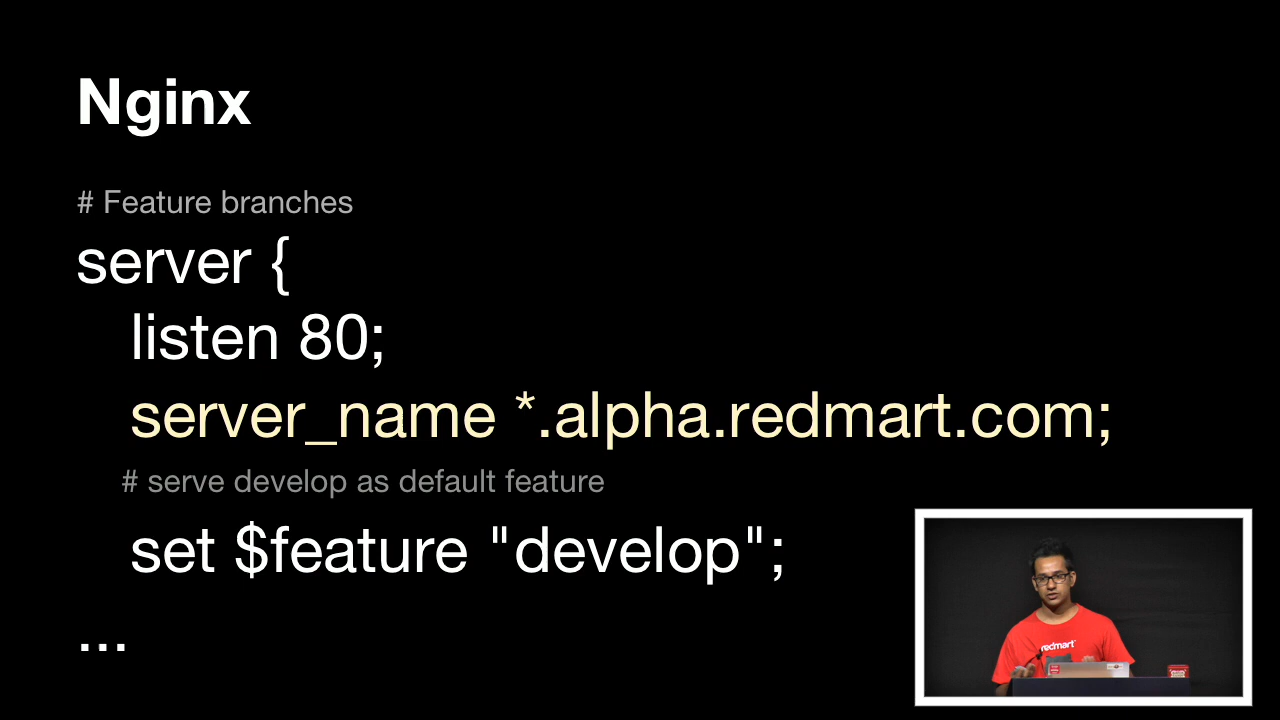 Nginx
# Feature branches
server {
listen 80;
server_name *.alpha.redmart.com;
# serve develop as default feature
set $feature "develop";
...
redmart